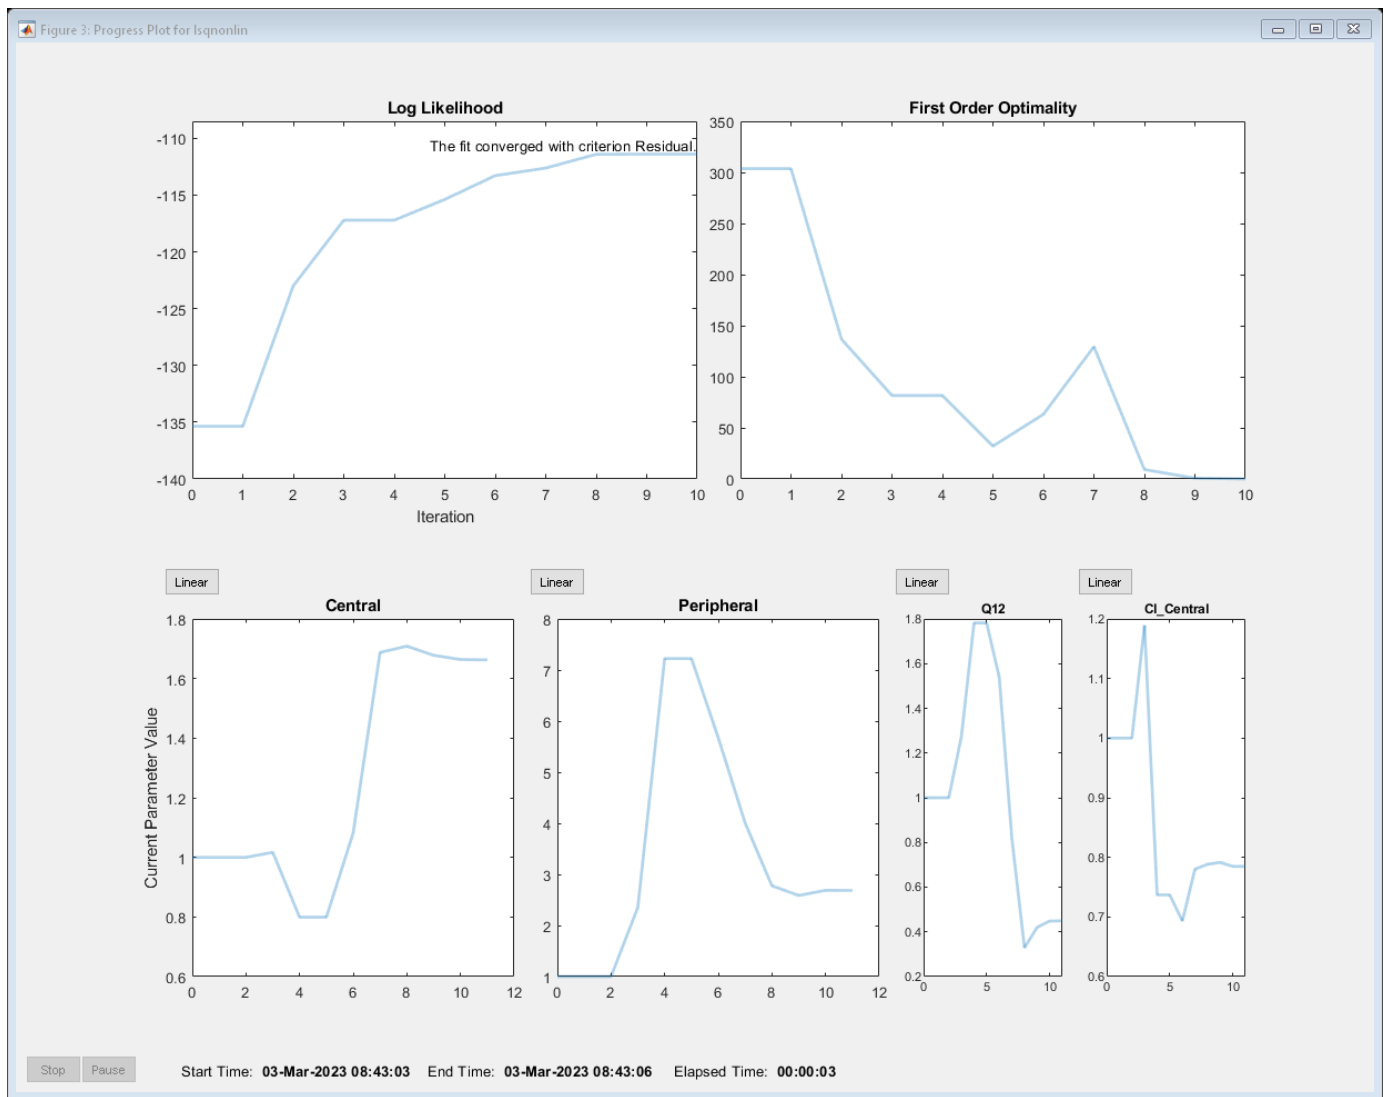 Figure 3: Progress Plot for lsqnonlin
Log Likelihood
The fit converged with criterion Residual.
-110
-115
-120
-125
-130
-135
-140
0 1 2 3 4 5 6 7 8 9 10
Iteration
First Order Optimality
350
300
250
200
150
100
50
0
0 1 2 3 4 5 6 7 8 9 10
Linear
Central
Current Parameter Value
1.8
1.6
1.4
1.2
1
0.8
0.6
0 2 4 6 8 10 12
Linear
Peripheral
8
7
6
5
4
3
2
1
0 2 4 6 8 10 12
Linear
Q12
1.8
1.6
1.4
1.2
1
0.8
0.6
0.4
0.2
0 5 10
Linear
Cl_Central
1.2
1.1
1
0.9
0.8
0.7
0.6
0 5 10
Stop Pause Start Time: 03-Mar-2023 08:43:03 End Time: 03-Mar-2023 08:43:06 Elapsed Time: 00:00:03